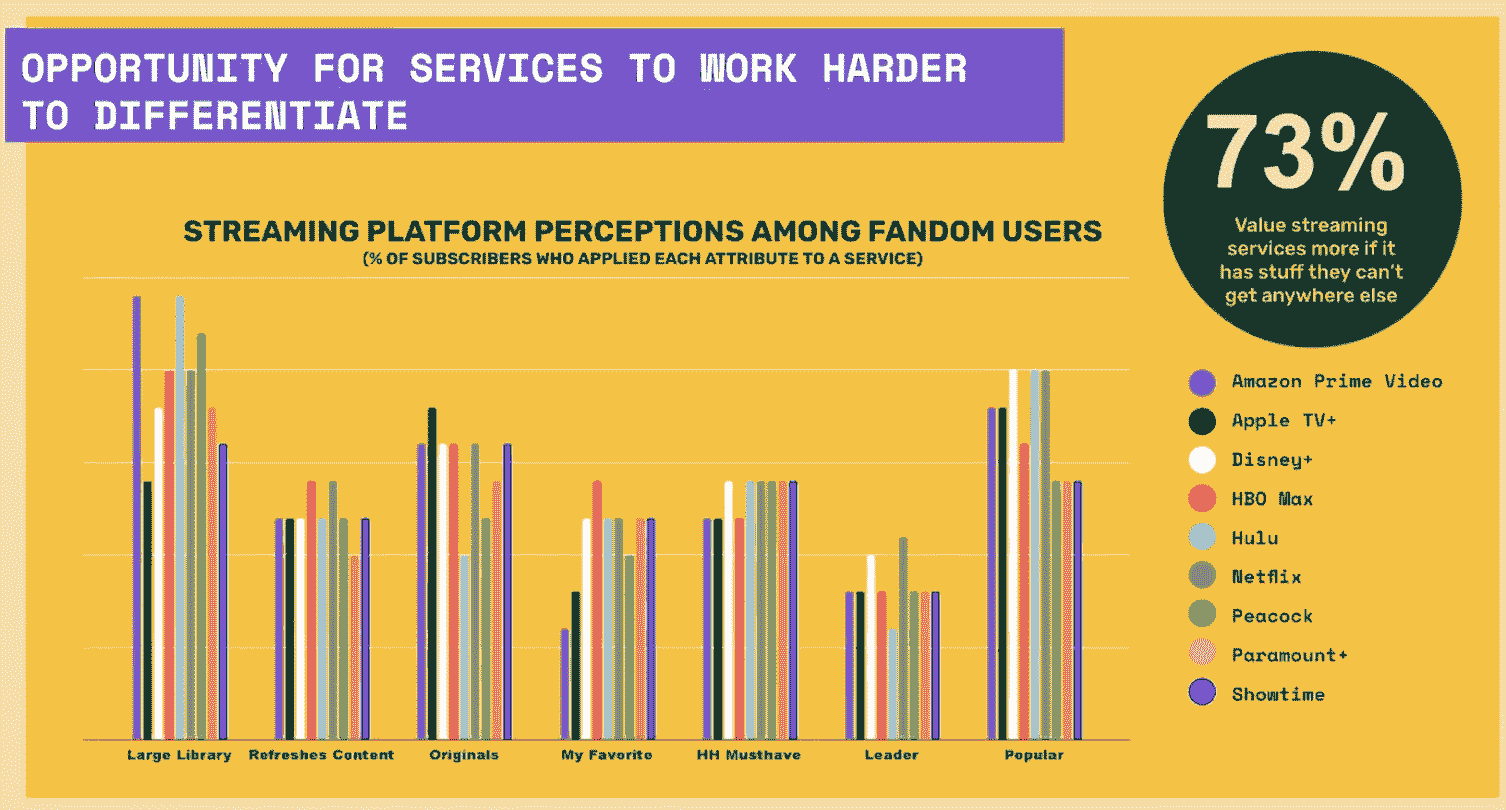 OPPORTUNITY FOR SERVICES TO WORK HARDER
TO DIFFERENTIATE
73%
Value streaming
services more if it
has stuff they can't
get anywhere else
STREAMING PLATFORM PERCEPTIONS AMONG FANDOM USERS
(% OF SUBSCRIBERS WHO APPLIED EACH ATTRIBUTE TO A SERVICE)
Amazon Prime Video
Apple TV+
Disney+
HBO Max
Hulu
Netflix
Peacock
Paramount+
Showtime
Large Library
Refreshes Content
Originals
My Favorite
HH Musthave
Leader
Popular